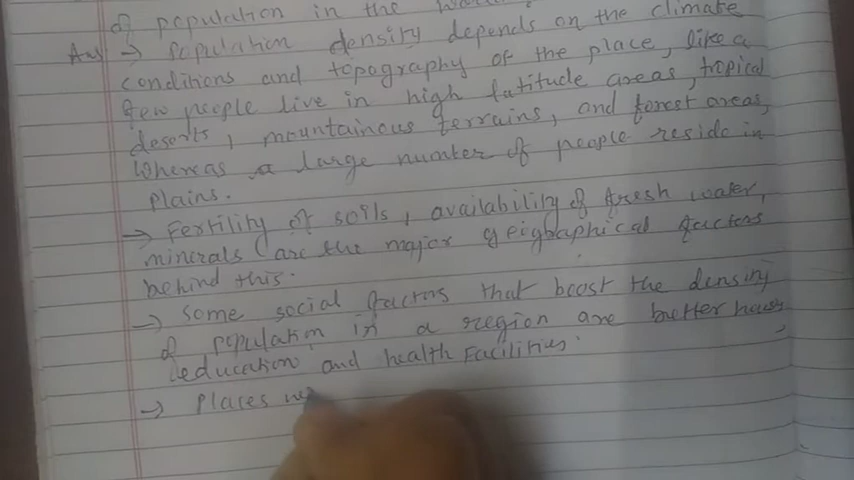 of population in the
Ans → Population density depends on the climate
conditions and topography of the place, like a
few people live in high latitude areas, tropical
deserts, mountainous terrains, and forest areas,
Whereas a large number of people reside in
plains.
→ Fertility of soils, availability of fresh water,
minerals are the major geigraphical factors
behind this.
→ Some social factors that boost the density
of population in a region are better
education and health Facilities.
→ Places